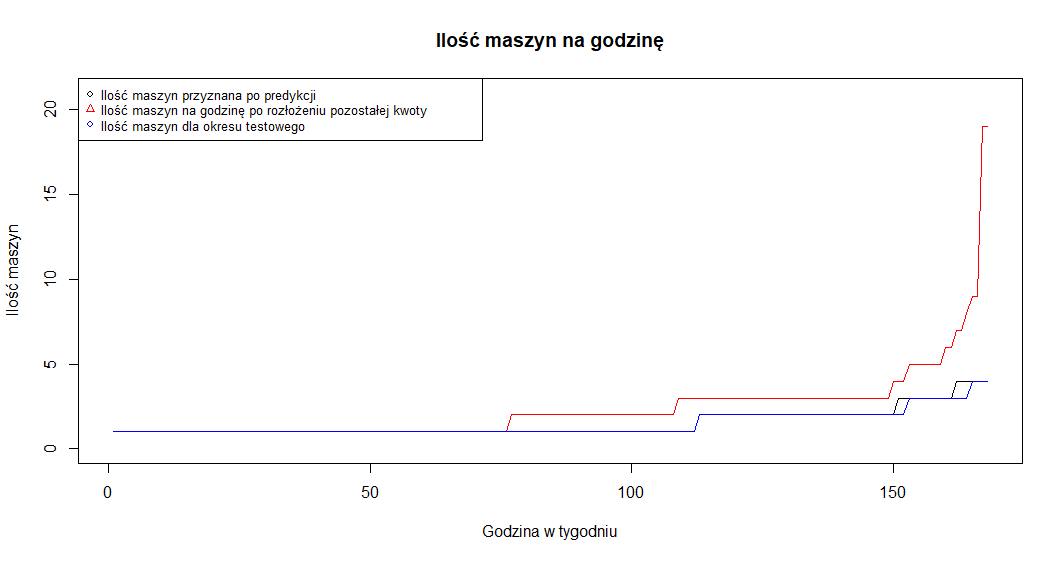 Ilość maszyn na godzinę
Ilość maszyn przyznana po predykcji
Ilość maszyn na godzinę po rozłożeniu pozostałej kwoty
Ilość maszyn dla okresu testowego
Ilość maszyn
20
15
10
5
0
0 50 100 150
Godzina w tygodniu